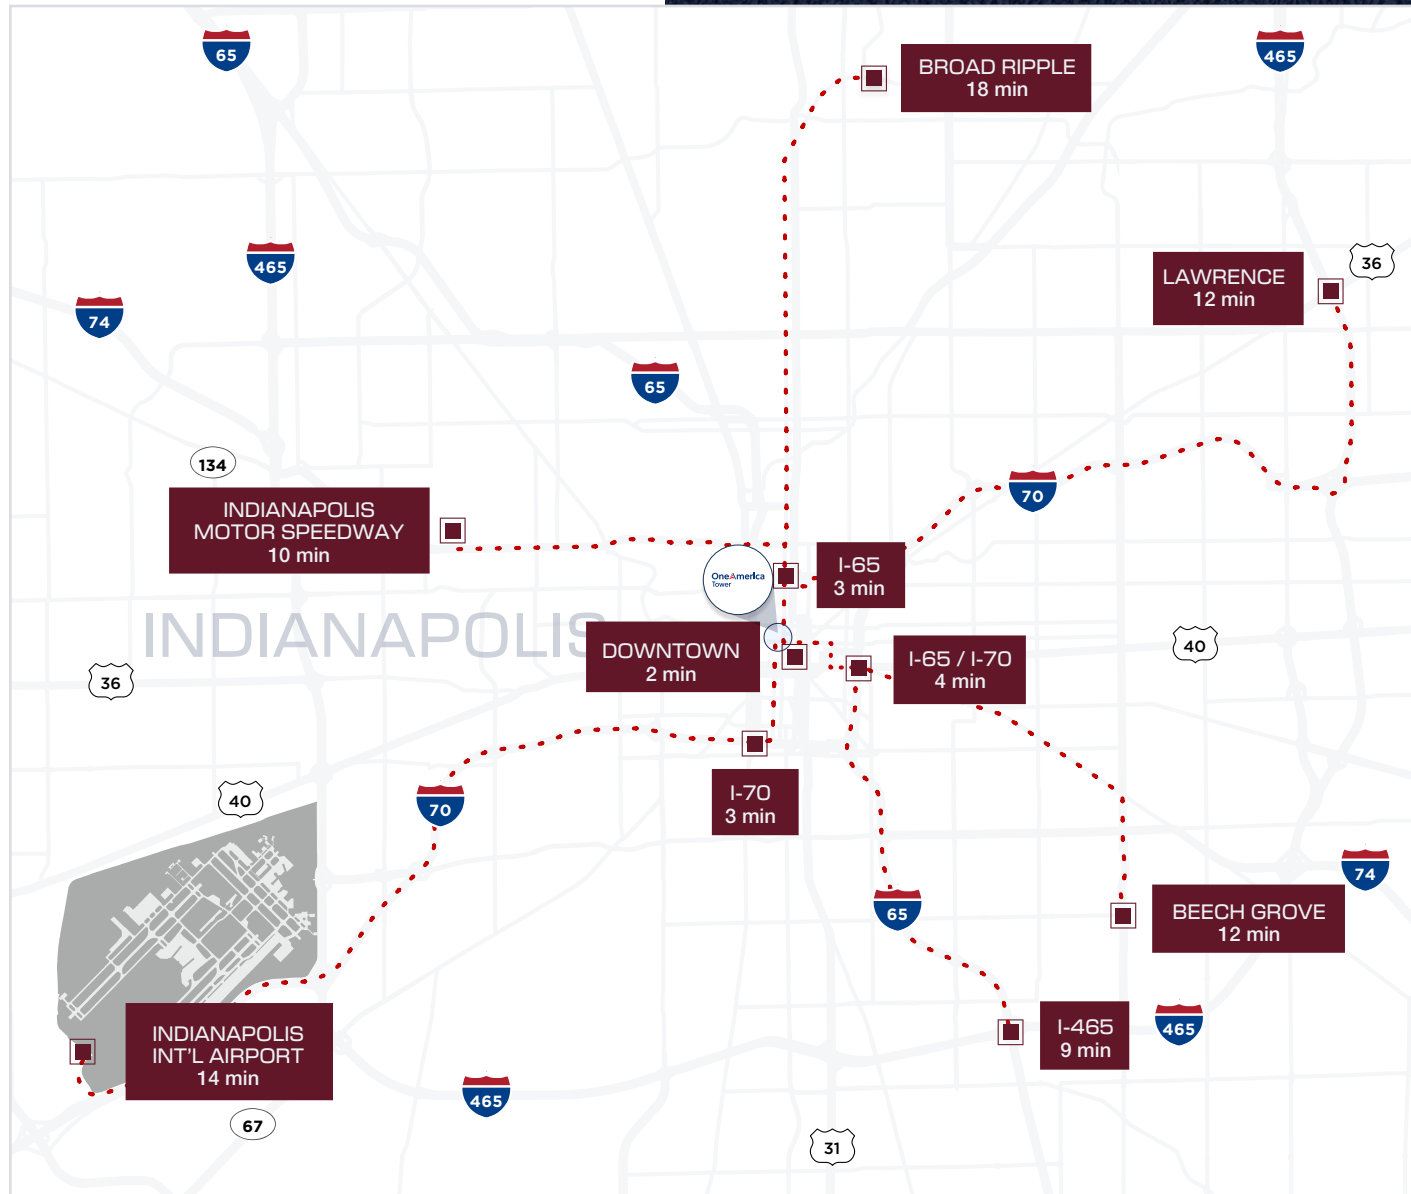 65
BROAD RIPPLE
18 min
465
465
LAWRENCE
12 min
36
74
65
134
INDIANAPOLIS
MOTOR SPEEDWAY
10 min
70
OneAmerica
Tower
I-65
3 min
INDIANAPOLIS
DOWNTOWN
2 min
I-65 / I-70
4 min
40
36
I-70
3 min
40
70
74
65
BEECH GROVE
12 min
INDIANAPOLIS
INT'L AIRPORT
14 min
I-465
9 min
465
465
67
31